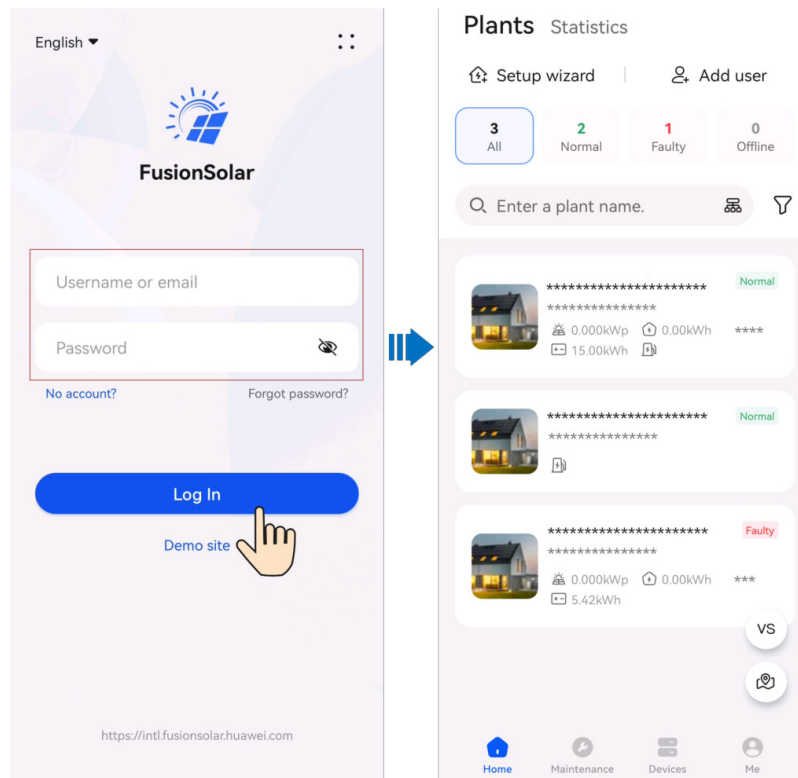 English
FusionSolar
Username or email
Password
No account? Forgot password?
Log In
Demo site
https://intl.fusionsolar.huawei.com
Plants Statistics
Setup wizard Add user
3 2 1 0
All Normal Faulty Offline
Enter a plant name.
********************** Normal
***************
0.000kWp 0.00kWh ****
15.00kWh
********************** Normal
***************
********************** Faulty
***************
0.000kWp 0.00kWh ***
5.42kWh
VS
Home Maintenance Devices Me